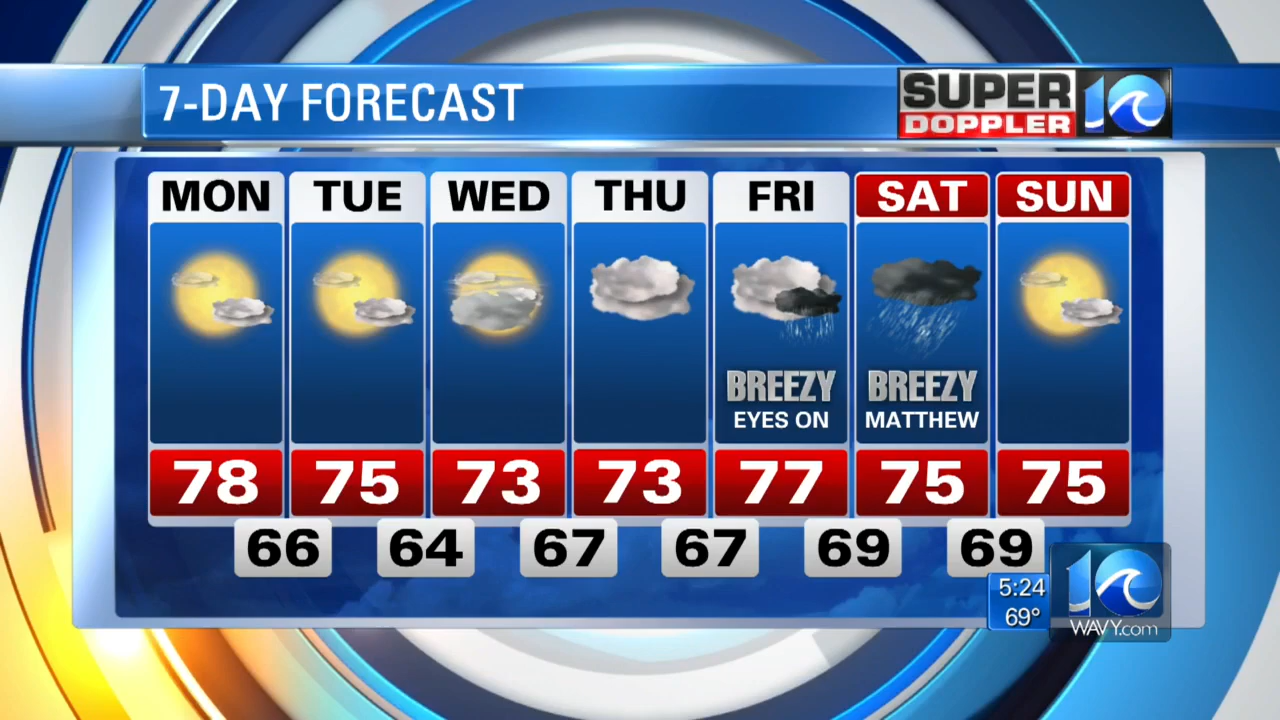 7-DAY FORECAST
SUPER
DOPPLER
10
MON TUE WED THU FRI SAT SUN
BREEZY BREEZY
EYES ON MATTHEW
78 75 73 73 77 75 75
66 64 67 67 69 69
5:24
69°
10
WAVY.com